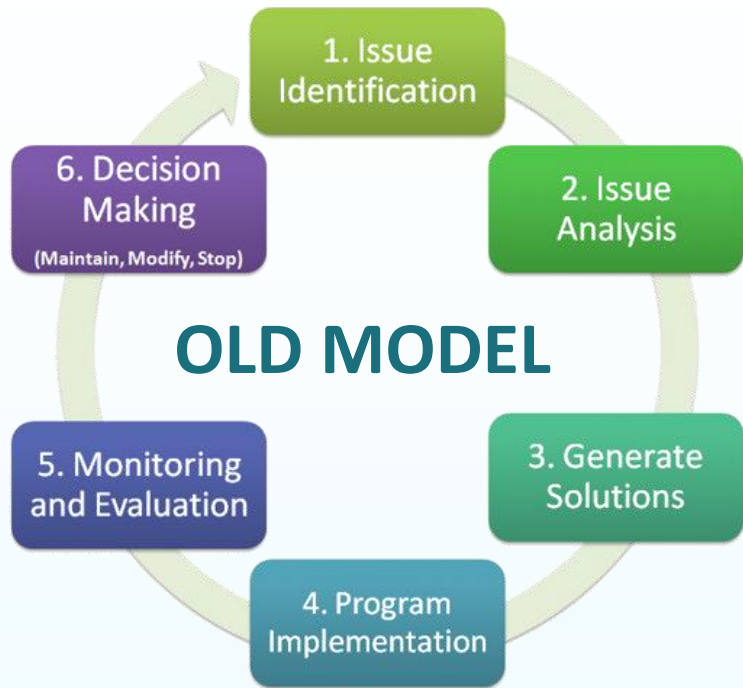 1. Issue
Identification
2. Issue
Analysis
3. Generate
Solutions
4. Program
Implementation
5. Monitoring
and Evaluation
6. Decision
Making
(Maintain, Modify, Stop)
OLD MODEL